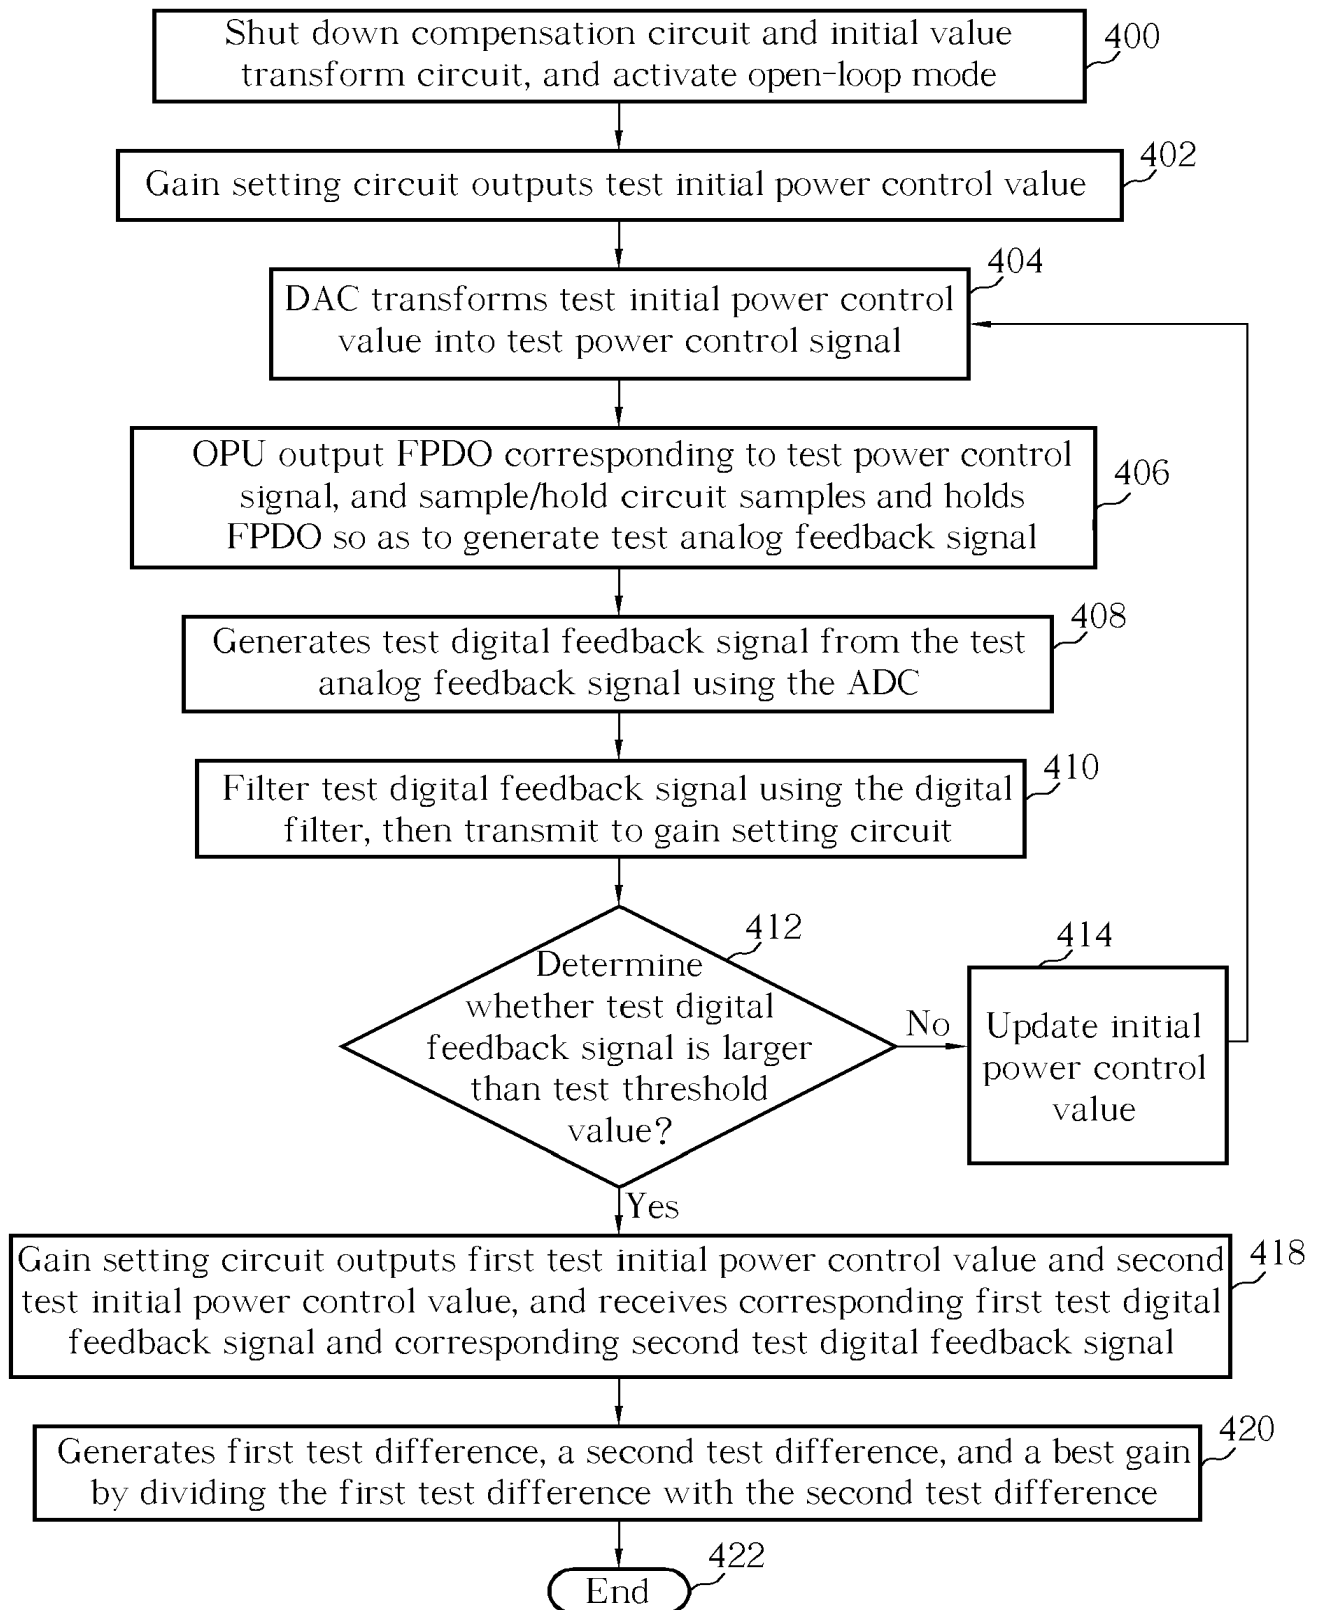 Shut down compensation circuit and initial value
transform circuit, and activate open-loop mode
400
Gain setting circuit outputs test initial power control value
402
DAC transforms test initial power control
value into test power control signal
404
OPU output FPDO corresponding to test power control
signal, and sample/hold circuit samples and holds
FPDO so as to generate test analog feedback signal
406
Generates test digital feedback signal from the test
analog feedback signal using the ADC
408
Filter test digital feedback signal using the digital
filter, then transmit to gain setting circuit
410
Determine
whether test digital
feedback signal is larger
than test threshold
value?
412
No
Update initial
power control
value
414
Yes
Gain setting circuit outputs first test initial power control value and second
test initial power control value, and receives corresponding first test digital
feedback signal and corresponding second test digital feedback signal
418
Generates first test difference, a second test difference, and a best gain
by dividing the first test difference with the second test difference
420
End
422